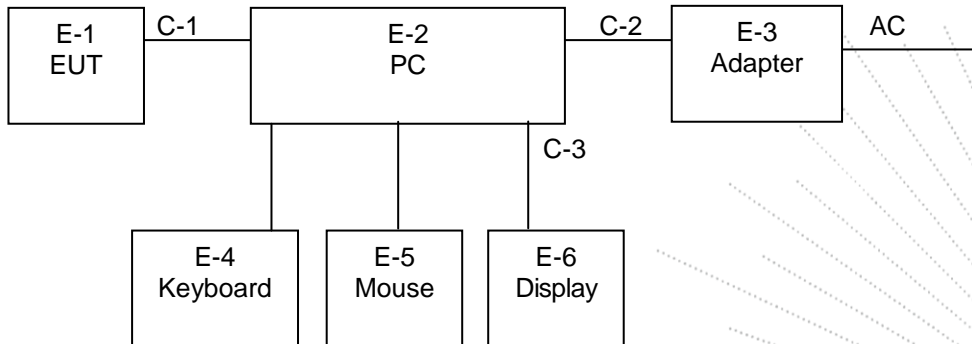 E-1
EUT
C-1
E-2
PC
C-2
E-3
Adapter
AC
C-3
E-4
Keyboard
E-5
Mouse
E-6
Display